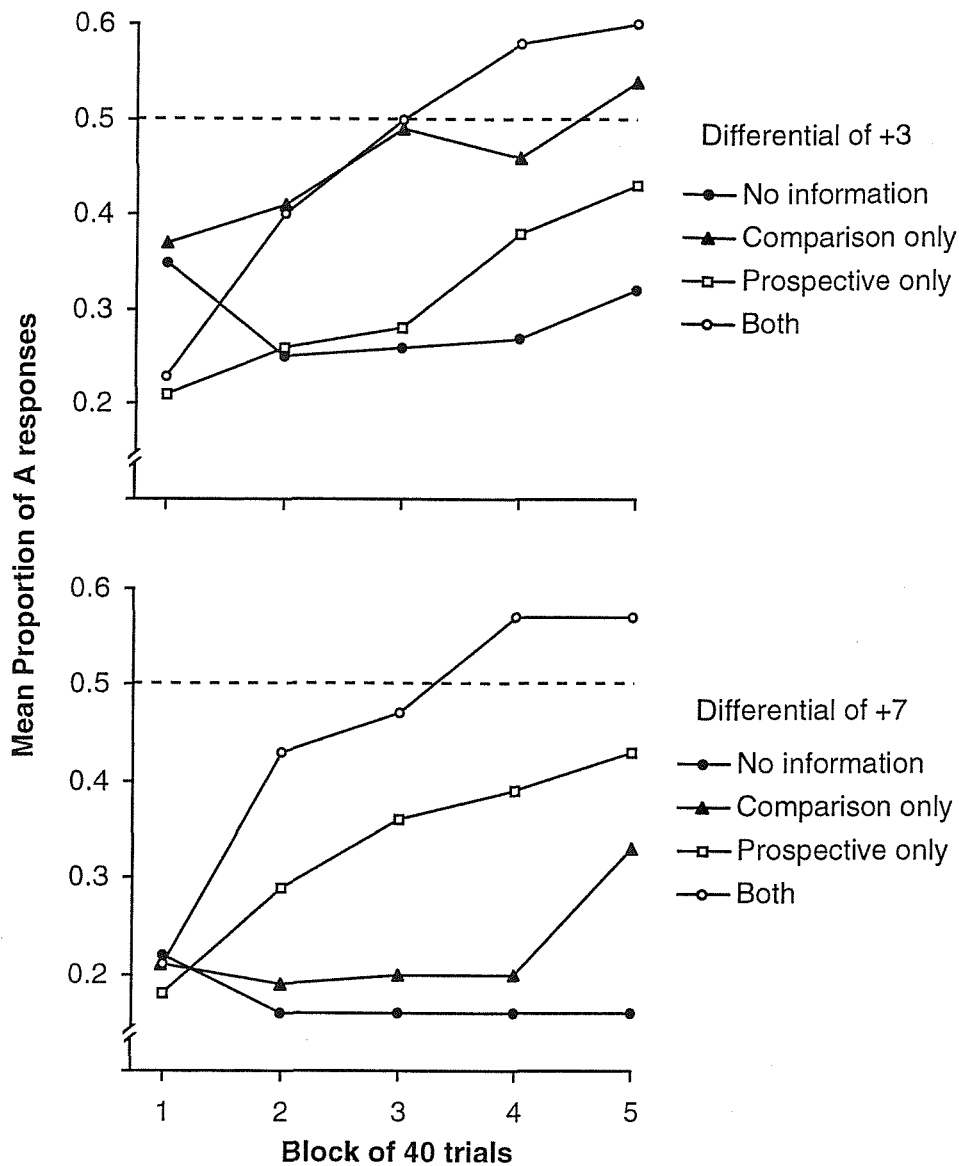 Mean Proportion of A responses
0.6
0.5
0.4
0.3
0.2
Differential of +3
No information
Comparison only
Prospective only
Both
0.6
0.5
0.4
0.3
0.2
Differential of +7
No information
Comparison only
Prospective only
Both
1 2 3 4 5
Block of 40 trials